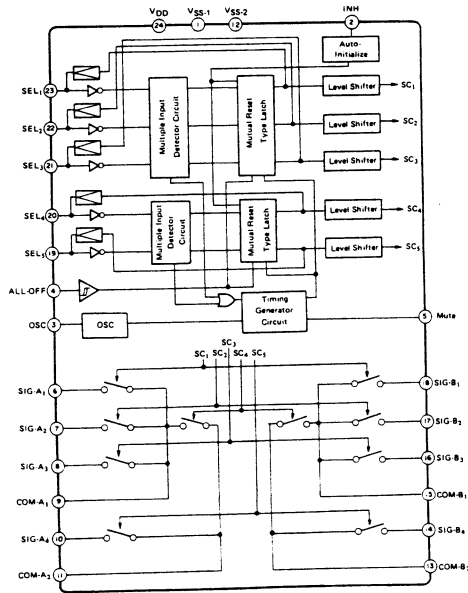 VDD VSS-1 VSS-2 INH
24 1 12 2
Auto-
Initialize
SEL1 23
Level Shifter SC1
SEL2 22
Multiple Input
Detector Circuit
Mutual Reset
Type Latch
Level Shifter SC2
SEL3 21
Level Shifter SC3
SEL4 20
Multiple Input
Detector
Circuit
Mutual Reset
Type Latch
Level Shifter SC4
SEL5 19
Level Shifter SC5
ALL-OFF 4
Timing
Generator
Circuit
5 Mute
OSC 3 OSC
SC3
SC1 SC2 SC4 SC5
SIG-A1 6
18 SIG-B1
SIG-A2 7
17 SIG-B2
SIG-A3 8
16 SIG-B3
COM-A1 9
15 COM-B1
SIG-A4 10
14 SIG-B4
COM-A2 11
13 COM-B2